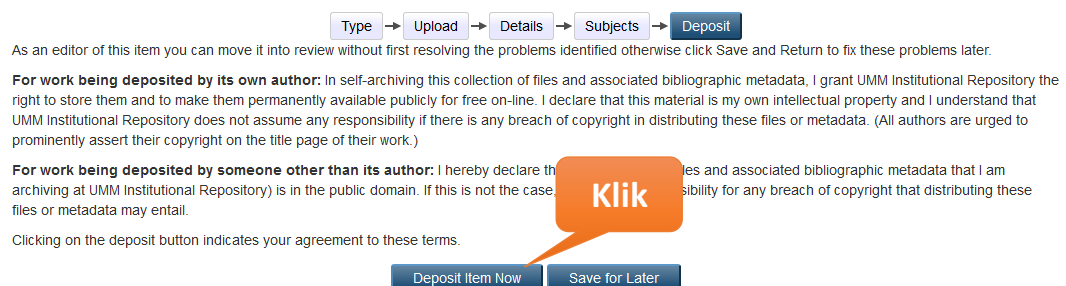 Type Upload Details Subjects Deposit
As an editor of this item you can move it into review without first resolving the problems identified otherwise click Save and Return to fix these problems later.
For work being deposited by its own author: In self-archiving this collection of files and associated bibliographic metadata, I grant UMM Institutional Repository the
right to store them and to make them permanently available publicly for free on-line. I declare that this material is my own intellectual property and I understand that
UMM Institutional Repository does not assume any responsibility if there is any breach of copyright in distributing these files or metadata. (All authors are urged to
prominently assert their copyright on the title page of their work.)
For work being deposited by someone other than its author: I hereby declare and associated bibliographic metadata that I am
archiving at UMM Institutional Repository) is in the public domain. If this is not the case, for any breach of copyright that distributing these
files or metadata may entail.
Klik
Clicking on the deposit button indicates your agreement to these terms.
Deposit Item Now Save for Later